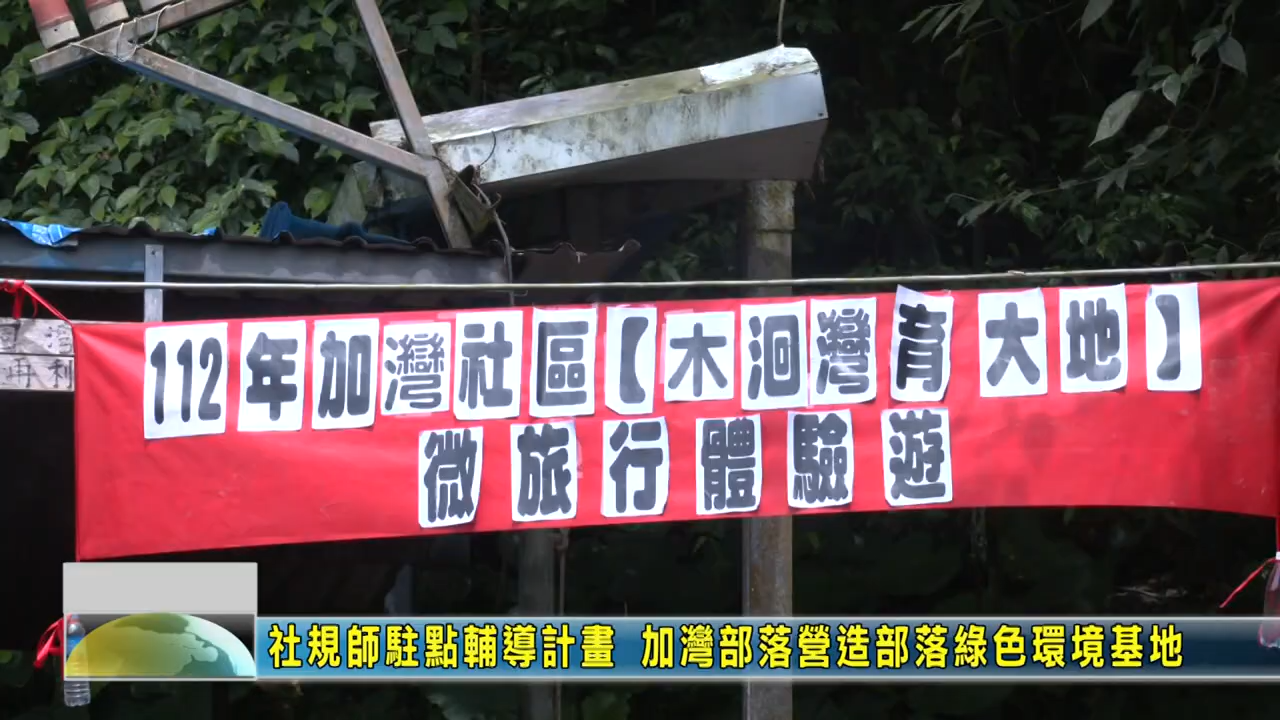 112年加灣社區【木洄灣育大地】
微旅行體驗遊
再利
社規師駐點輔導計畫 加灣部落營造部落綠色環境基地